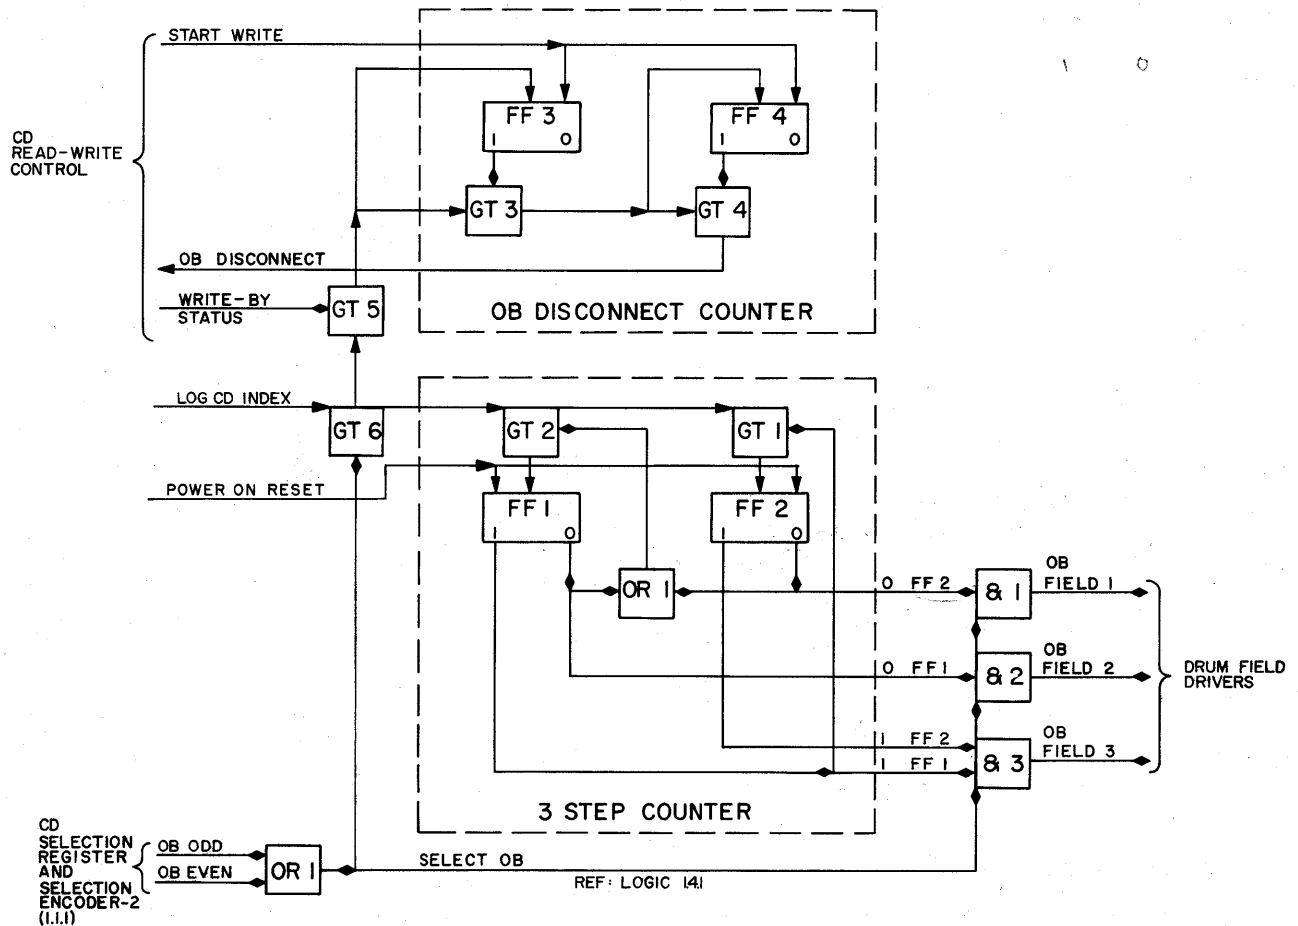 START WRITE
CD
READ-WRITE
CONTROL
FF 3
1 0
FF 4
1 0
1 0
GT 3
GT 4
OB DISCONNECT
WRITE-BY
STATUS
GT 5
OB DISCONNECT COUNTER
LOG CD INDEX
GT 6
GT 2
GT 1
POWER ON RESET
FF 1
1 0
FF 2
1 0
OR 1
0 FF 2
& 1
OB
FIELD 1
0 FF 1
& 2
OB
FIELD 2
DRUM FIELD
DRIVERS
1 FF 2
1 FF 1
& 3
OB
FIELD 3
3 STEP COUNTER
CD
SELECTION
REGISTER
AND
SELECTION
ENCODER-2
(1.1.1)
OB ODD
OB EVEN
OR 1
SELECT OB
REF: LOGIC 1.4.1